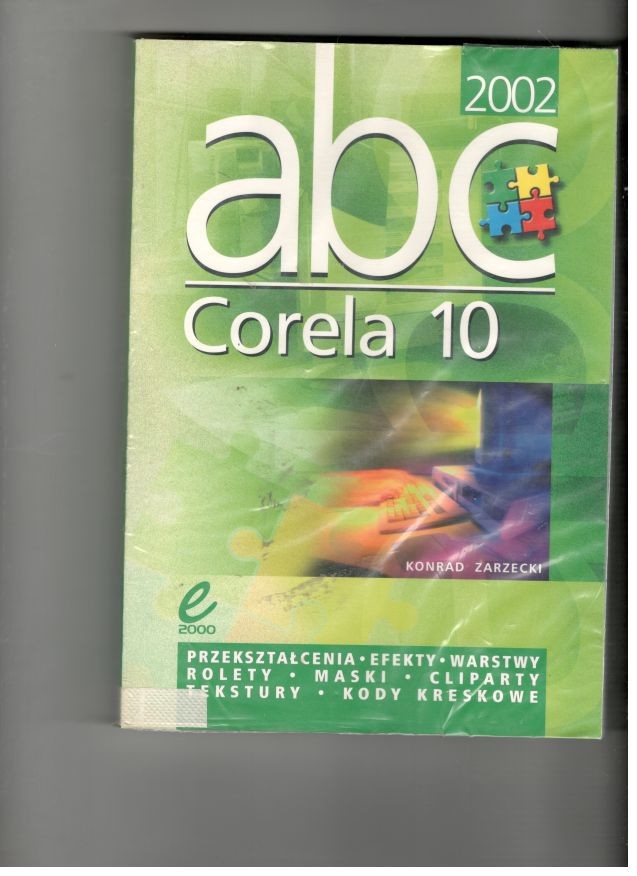 2002
abc
Corela 10
KONRAD ZARZECKI
e
2000
PRZEKSZTAŁCENIA • EFEKTY • WARSTWY
ROLETY • MASKI • CLIPARTY
TEKSTURY • KODY KRESKOWE